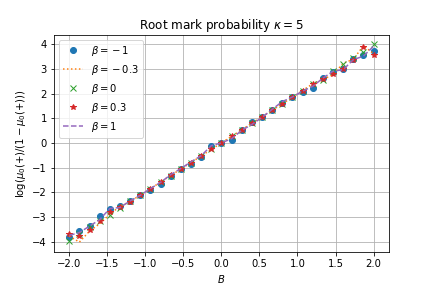 Root mark probability κ = 5
log(μ₀(+)/(1 − μ₀(+)))
4
3
2
1
0
−1
−2
−3
−4
β = −1
β = −0.3
β = 0
β = 0.3
β = 1
−2.0 −1.5 −1.0 −0.5 0.0 0.5 1.0 1.5 2.0
B